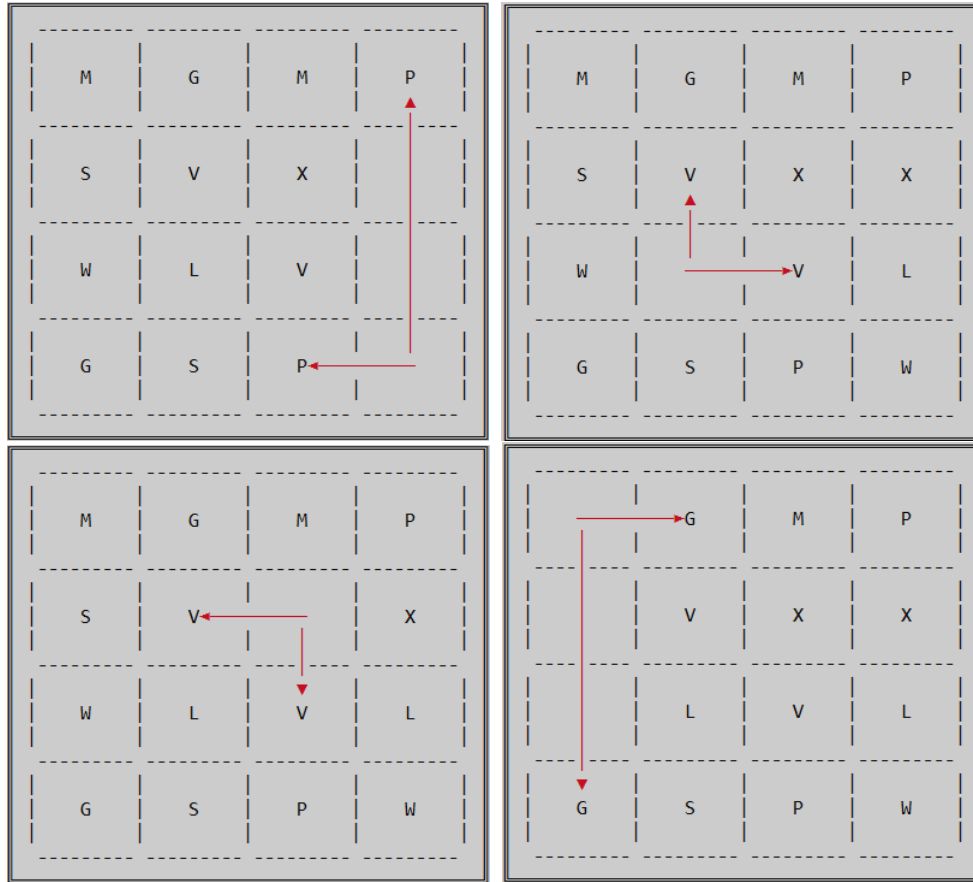 M G M P
S V X
W L V
G S P
M G M P
S V X X
W V L
G S P W
M G M P
S V X
W L V L
G S P W
G M P
V X X
L V L
G S P W